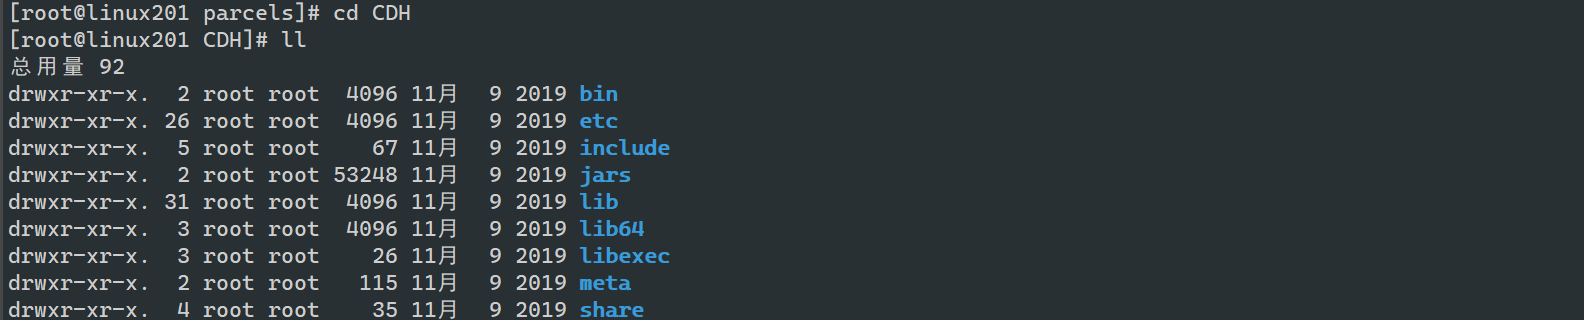 [root@linux201 parcels]# cd CDH
[root@linux201 CDH]# ll
总用量 92
drwxr-xr-x.  2 root root  4096 11月  9 2019 bin
drwxr-xr-x. 26 root root  4096 11月  9 2019 etc
drwxr-xr-x.  5 root root    67 11月  9 2019 include
drwxr-xr-x.  2 root root 53248 11月  9 2019 jars
drwxr-xr-x. 31 root root  4096 11月  9 2019 lib
drwxr-xr-x.  3 root root  4096 11月  9 2019 lib64
drwxr-xr-x.  3 root root    26 11月  9 2019 libexec
drwxr-xr-x.  2 root root   115 11月  9 2019 meta
drwxr-xr-x.  4 root root    35 11月  9 2019 share